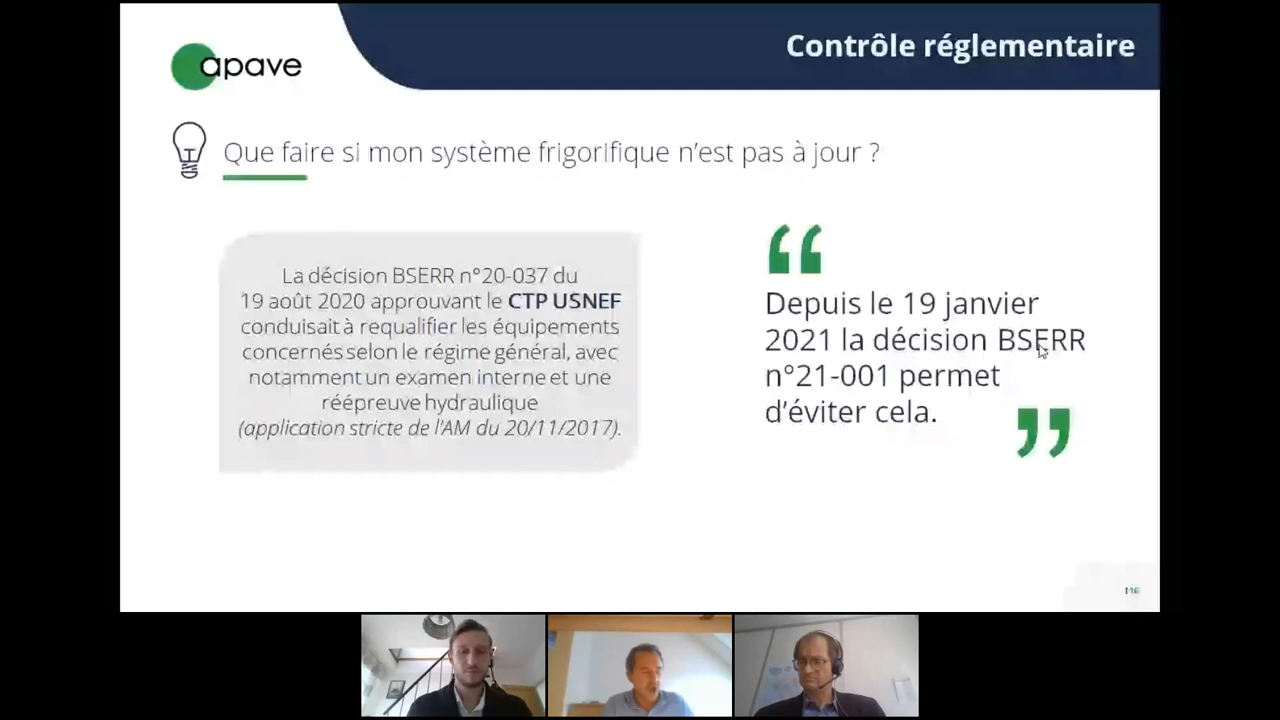 apave
Contrôle réglementaire
Que faire si mon système frigorifique n'est pas à jour ?
La décision BSERR n°20-037 du
19 août 2020 approuvant le CTP USNEF
conduisait à requalifier les équipements
concernés selon le régime général, avec
notamment un examen interne et une
réépreuve hydraulique
(application stricte de l'AM du 20/11/2017).
“
Depuis le 19 janvier
2021 la décision BSERR
n°21-001 permet
d'éviter cela.
”